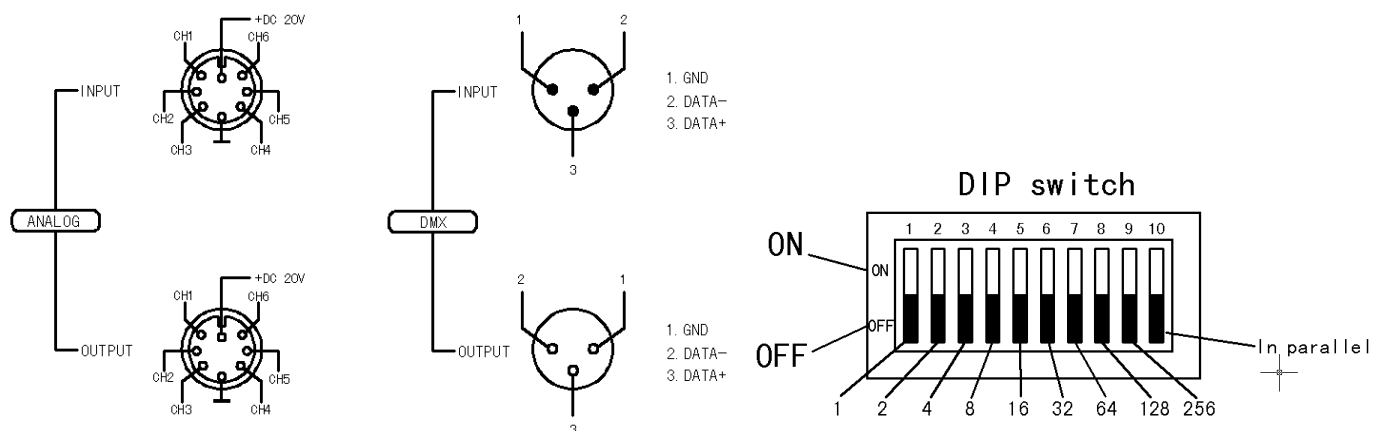 +DC 20V
CH1
CH6
INPUT
CH2
CH5
CH3
CH4
ANALOG
+DC 20V
CH1
CH6
OUTPUT
CH2
CH5
CH3
CH4
1
2
INPUT
1. GND
2. DATA-
3. DATA+
3
DMX
2
1
OUTPUT
1. GND
2. DATA-
3. DATA+
3
DIP switch
1 2 3 4 5 6 7 8 9 10
ON
ON
OFF
OFF
In parallel
1 2 4 8 16 32 64 128 256